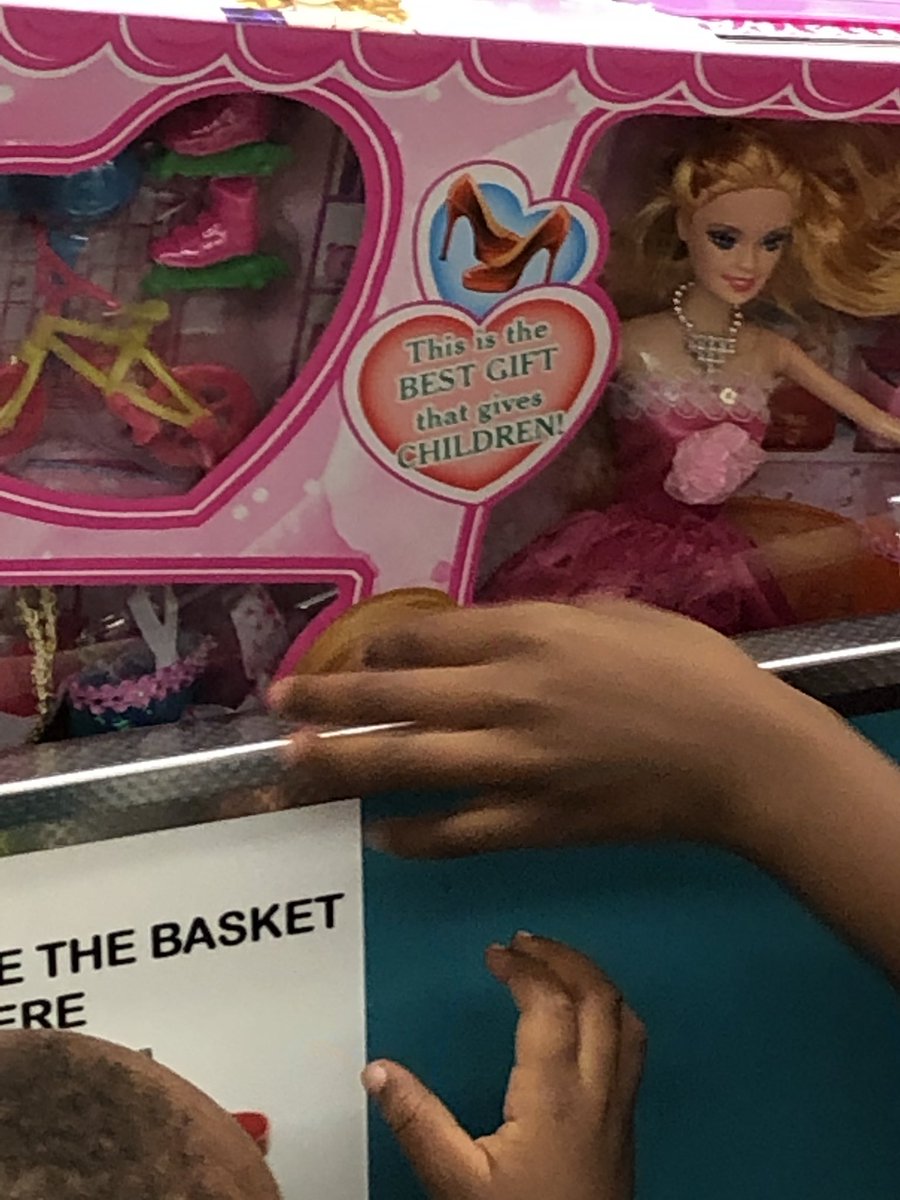 This is the
BEST GIFT
that gives
CHILDREN!
E THE BASKET
ERE